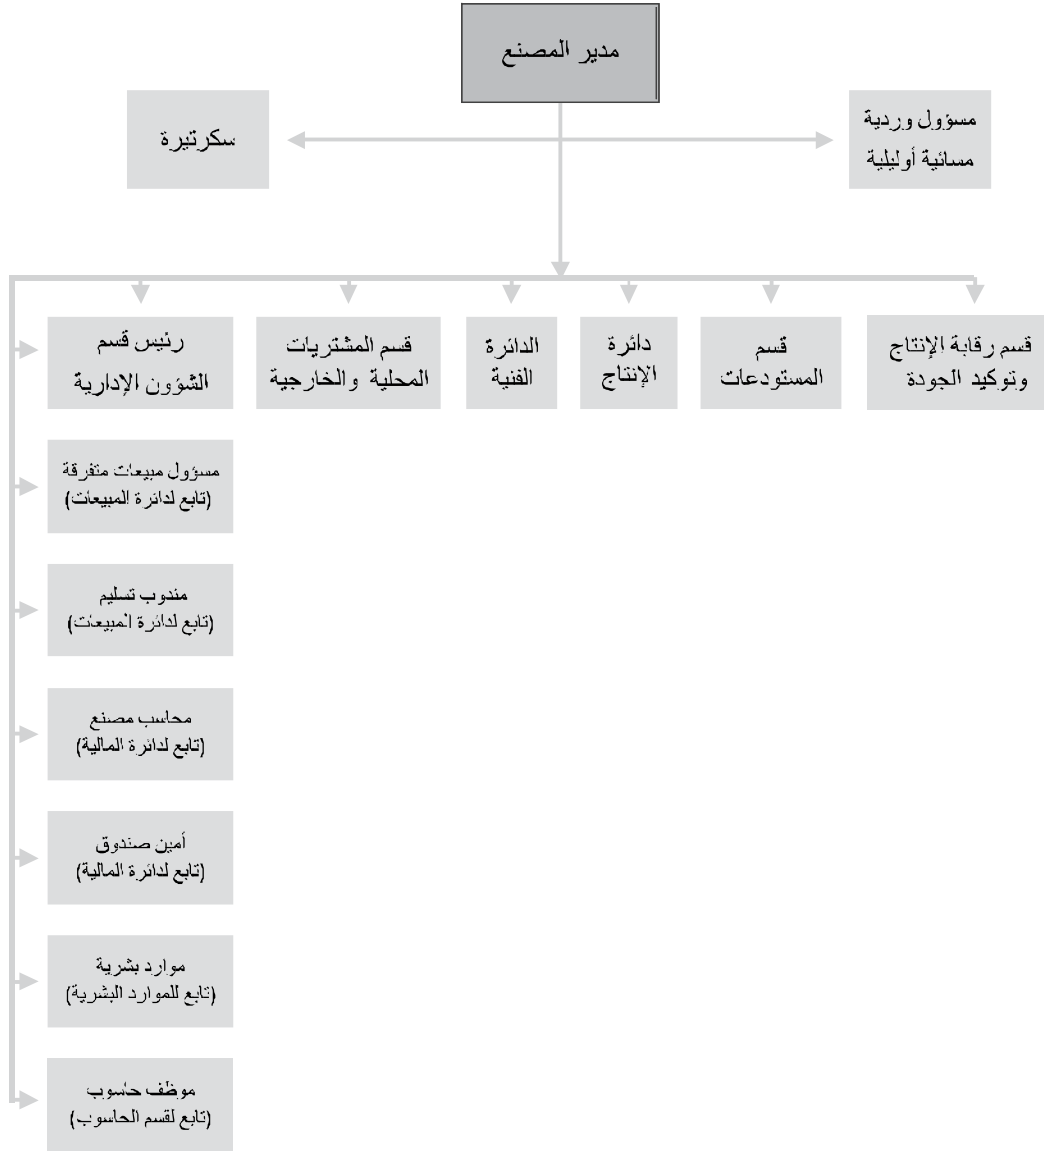 مدير المصنع
مسؤول وردية
مسائية أوليلية
سكرتيرة
قسم رقابة الإنتاج
وتوكيد الجودة
قسم
المستودعات
دائرة
الإنتاج
الدائرة
الفنية
قسم المشتريات
المحلية والخارجية
رئيس قسم
الشؤون الإدارية
مسؤول مبيعات متفرقة
(تابع لدائرة المبيعات)
مندوب تسليم
(تابع لدائرة المبيعات)
محاسب مصنع
(تابع لدائرة المالية)
أمين صندوق
(تابع لدائرة المالية)
موارد بشرية
(تابع للموارد البشرية)
موظف حاسوب
(تابع لقسم الحاسوب)